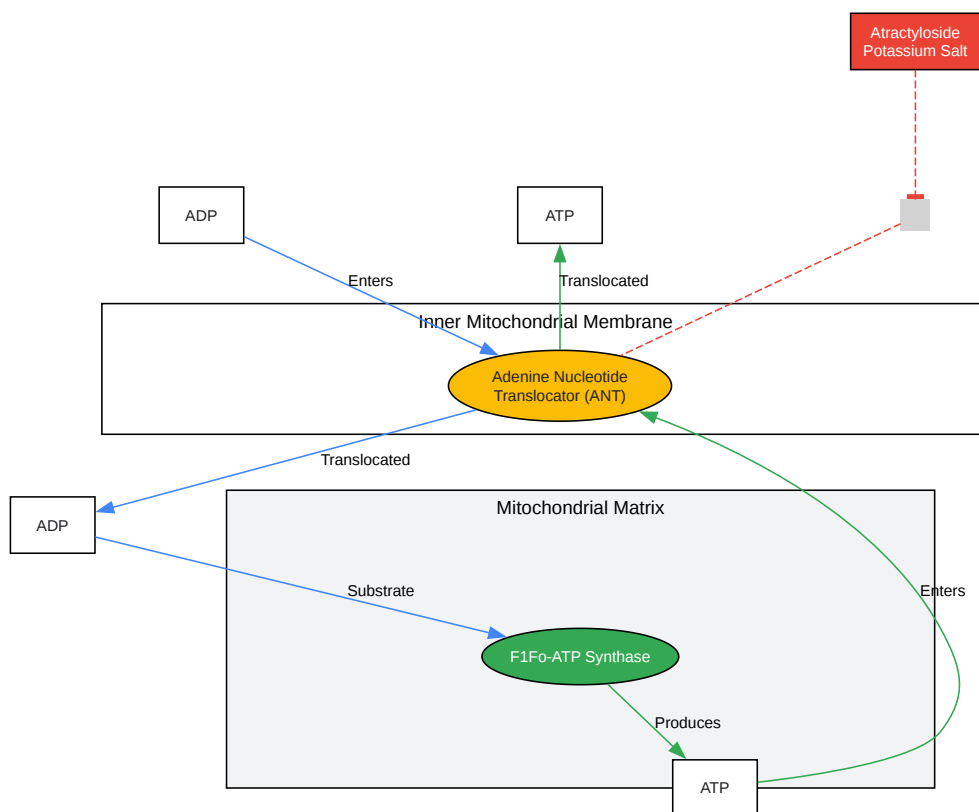 Atractyloside
Potassium Salt
ADP
ATP
Enters
Translocated
Inner Mitochondrial Membrane
Adenine Nucleotide
Translocator (ANT)
Translocated
Mitochondrial Matrix
ADP
Substrate
Enters
F1Fo-ATP Synthase
Produces
ATP